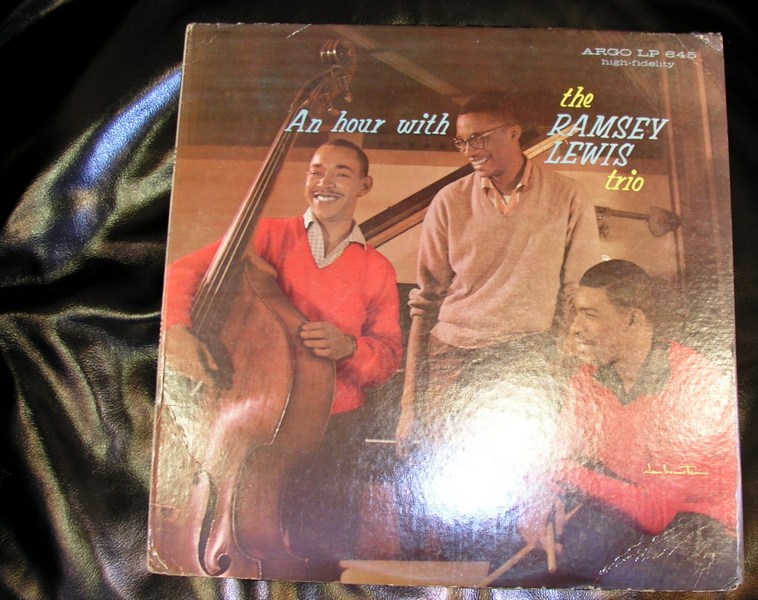 ARGO LP 645
high-fidelity
An hour with
the
RAMSEY
LEWIS
trio